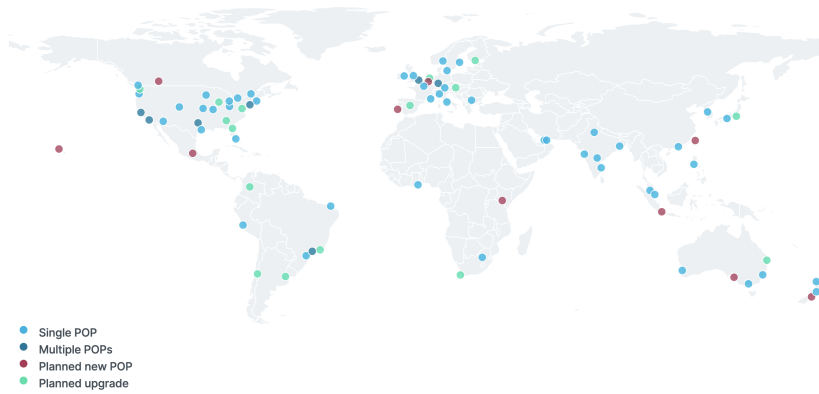 Single POP
Multiple POPs
Planned new POP
Planned upgrade